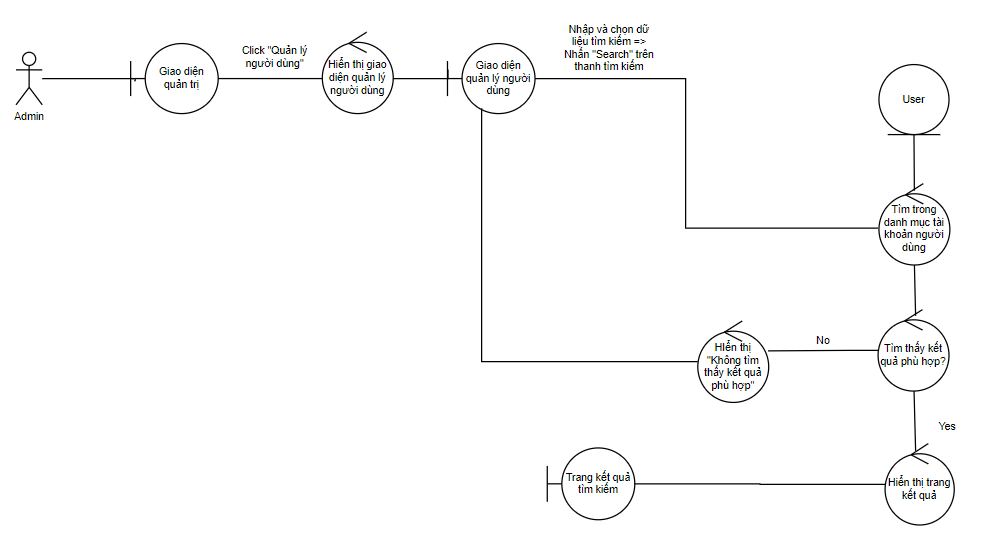 Admin
Giao diện
quản trị
Click "Quản lý
người dùng"
Hiển thị giao
diện quản lý
người dùng
Giao diện
quản lý người
dùng
Nhập và chọn dữ
liệu tìm kiếm =>
Nhấn "Search" trên
thanh tìm kiếm
User
Tìm trong
danh mục tài
khoản người
dùng
Tìm thấy kết
quả phù hợp?
No
Hiển thị
"Không tìm
thấy kết quả
phù hợp"
Yes
Hiển thị trang
kết quả
Trang kết quả
tìm kiếm